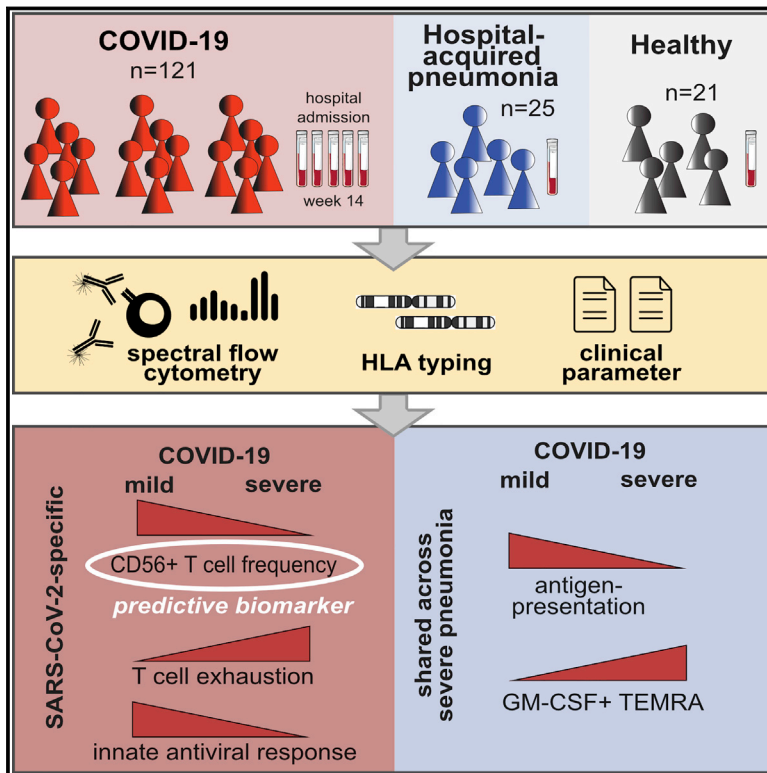 COVID-19
n=121
hospital
admission
week 14
Hospital-
acquired
pneumonia
n=25
Healthy
n=21
spectral flow
cytometry
HLA typing
clinical
parameter
SARS-CoV-2-specific
COVID-19
mild severe
CD56+ T cell frequency
predictive biomarker
T cell exhaustion
innate antiviral response
shared across
severe pneumonia
COVID-19
mild severe
antigen-
presentation
GM-CSF+ TEMRA